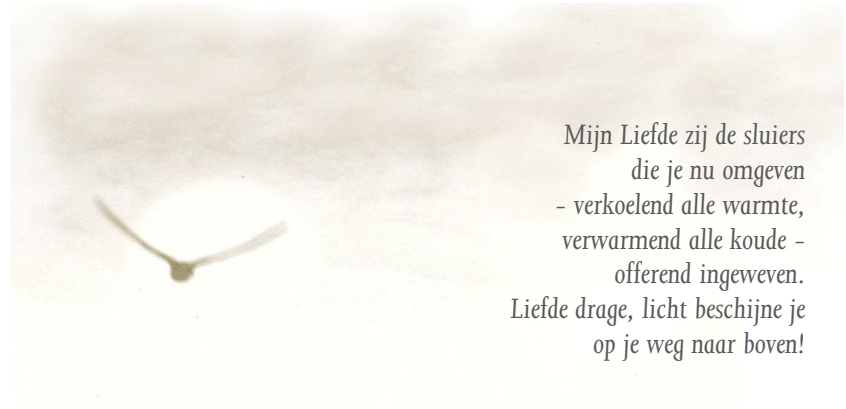 Mijn Liefde zij de sluiers
die je nu omgeven
– verkoelend alle warmte,
verwarmend alle koude –
offerend ingeweven.
Liefde drage, licht beschijne je
op je weg naar boven!